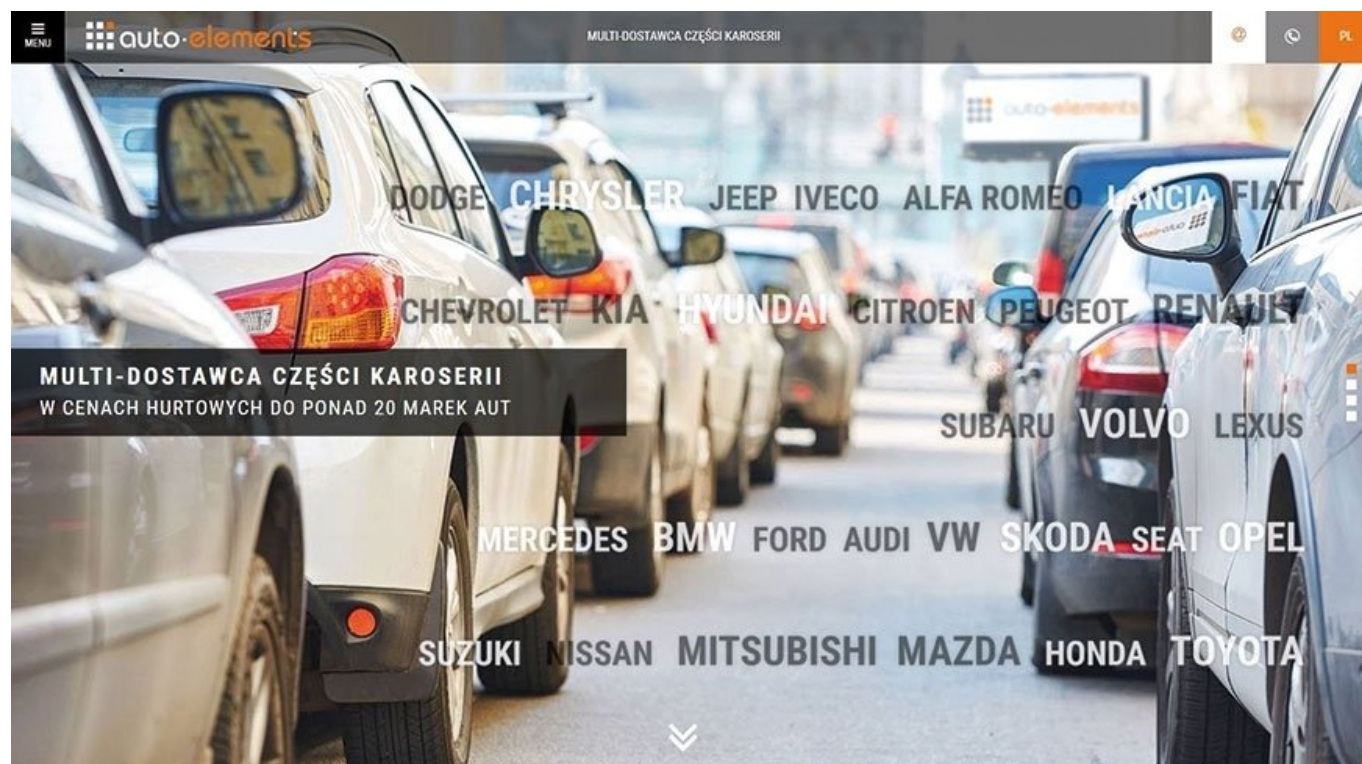 MENU
auto-elements
MULTI-DOSTAWCA CZĘŚCI KAROSERII
@
PL
auto-elements
DODGE CHRYSLER JEEP IVECO ALFA ROMEO LANCIA FIAT
CHEVROLET KIA HYUNDAI CITROEN PEUGEOT RENAULT
MULTI-DOSTAWCA CZĘŚCI KAROSERII
W CENACH HURTOWYCH DO PONAD 20 MAREK AUT
SUBARU VOLVO LEXUS
MERCEDES BMW FORD AUDI VW SKODA SEAT OPEL
SUZUKI NISSAN MITSUBISHI MAZDA HONDA TOYOTA